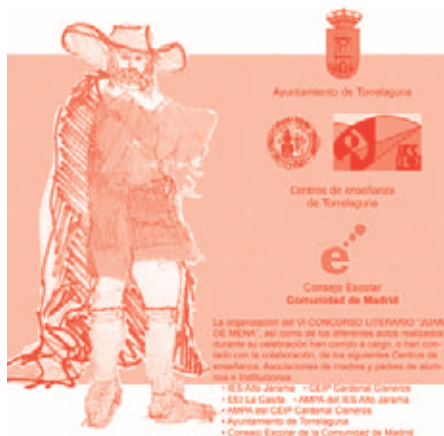 Ayuntamiento de Torrelaguna
IES
Centros de enseñanza
de Torrelaguna
e
Consejo Escolar
Comunidad de Madrid
La organización del VI CONCURSO LITERARIO "JUAN
DE MENA", así como de los diferentes actos realizados
durante su celebración han corrido a cargo, o han con-
tado con la colaboración, de los siguientes Centros de
enseñanza, Asociaciones de madres y padres de alum-
nos e Instituciones
• IES Alto Jarama • CEIP Cardenal Cisneros
• EEI La Casita • AMPA del IES Alto Jarama
• AMPA del CEIP Cardenal Cisneros
• Ayuntamiento de Torrelaguna
• Consejo Escolar de la Comunidad de Madrid